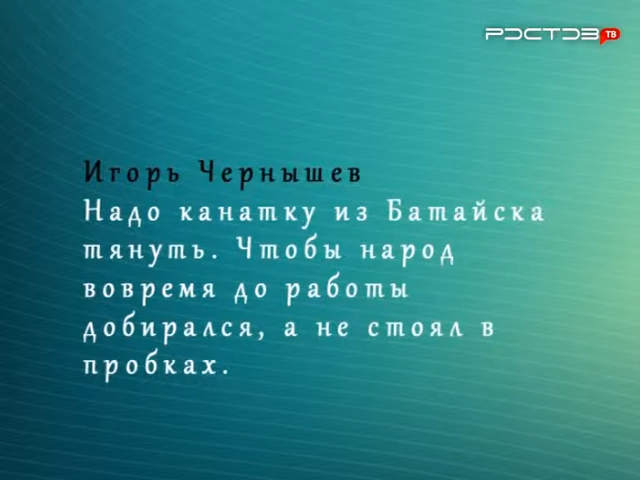 РОСТОВ ТВ
Игорь Чернышев
Надо канатку из Батайска
тянуть. Чтобы народ
вовремя до работы
добирался, а не стоял в
пробках.